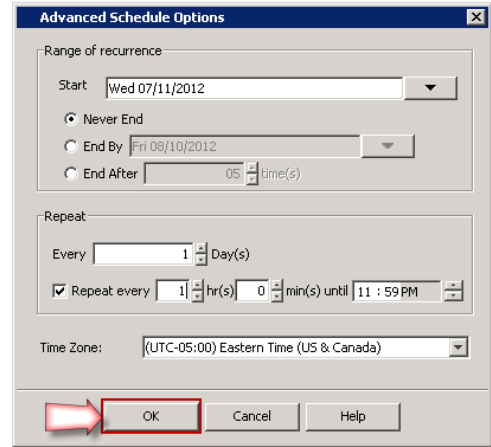 Advanced Schedule Options
Range of recurrence
Start Wed 07/11/2012
Never End
End By Fri 08/10/2012
End After 05 time(s)
Repeat
Every 1 Day(s)
Repeat every 1 hr(s) 0 min(s) until 11 : 59 PM
Time Zone: (UTC-05:00) Eastern Time (US & Canada)
OK Cancel Help